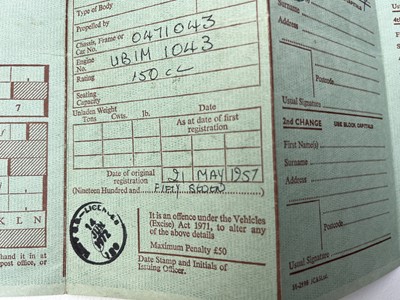 Type of Body
Propelled by
Chassis, Frame or
Car No.
0471043
Engine
No.
UB1M 1043
Rating
150 cc
Seating
Capacity
Unladen Weight
Tons Cwts. lb.
Date
As at date of first
registration
Date of original
registration
21 MAY 1957
(Nineteen Hundred and FIFTY SEVEN)
It is an offence under the Vehicles
(Excise) Act 1971, to alter any
of the above details
Maximum Penalty £50
Date Stamp and Initials of
Issuing Officer.
7
KEN
hand it in at
post office, or
Surname
Address
Postcode
Usual Signature
2nd CHANGE USE BLOCK CAPITALS
First Name(s)
Surname
Address
Postcode
Usual Signature